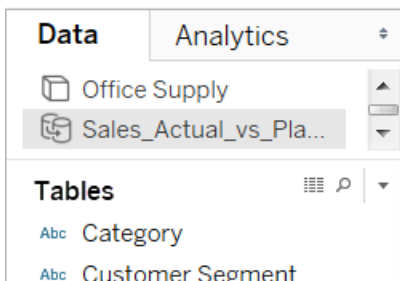 Data Analytics
Office Supply
Sales_Actual_vs_Pla...
Tables
Abc Category
Abc Customer Segment